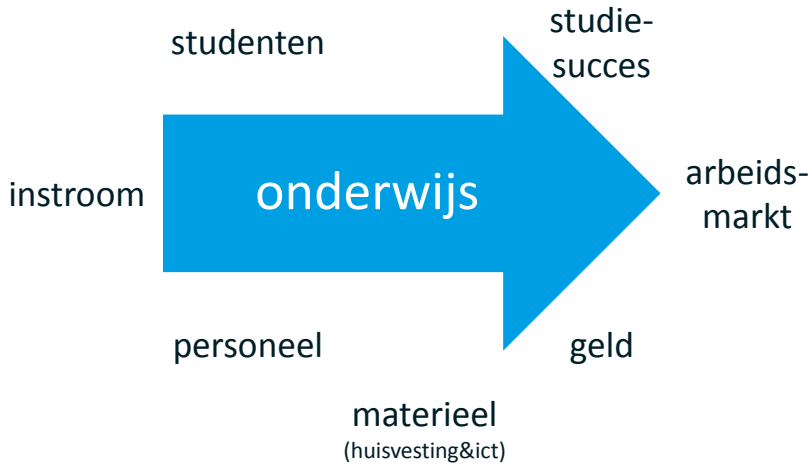 studenten
studie-
succes
instroom
onderwijs
arbeids-
markt
personeel
geld
materieel
(huisvesting&ict)